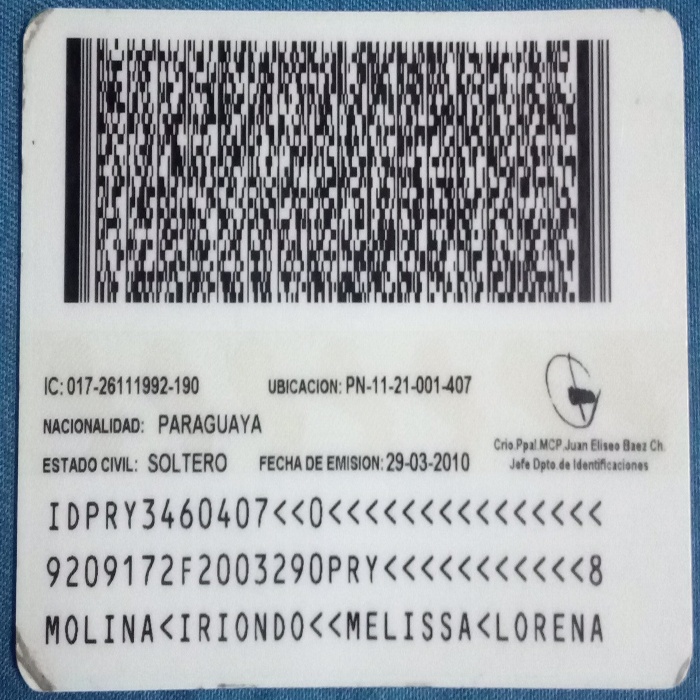 IC: 017-26111992-190 UBICACION: PN-11-21-001-407
NACIONALIDAD: PARAGUAYA
Crio.Ppal.MCP.Juan Eliseo Baez Ch.
ESTADO CIVIL: SOLTERO FECHA DE EMISION: 29-03-2010
Jefe Dpto.de Identificaciones
IDPRY3460407<<0<<<<<<<<<<<<<<<
9209172F2003290PRY<<<<<<<<<<<8
MOLINA<IRIONDO<<MELISSA<LORENA